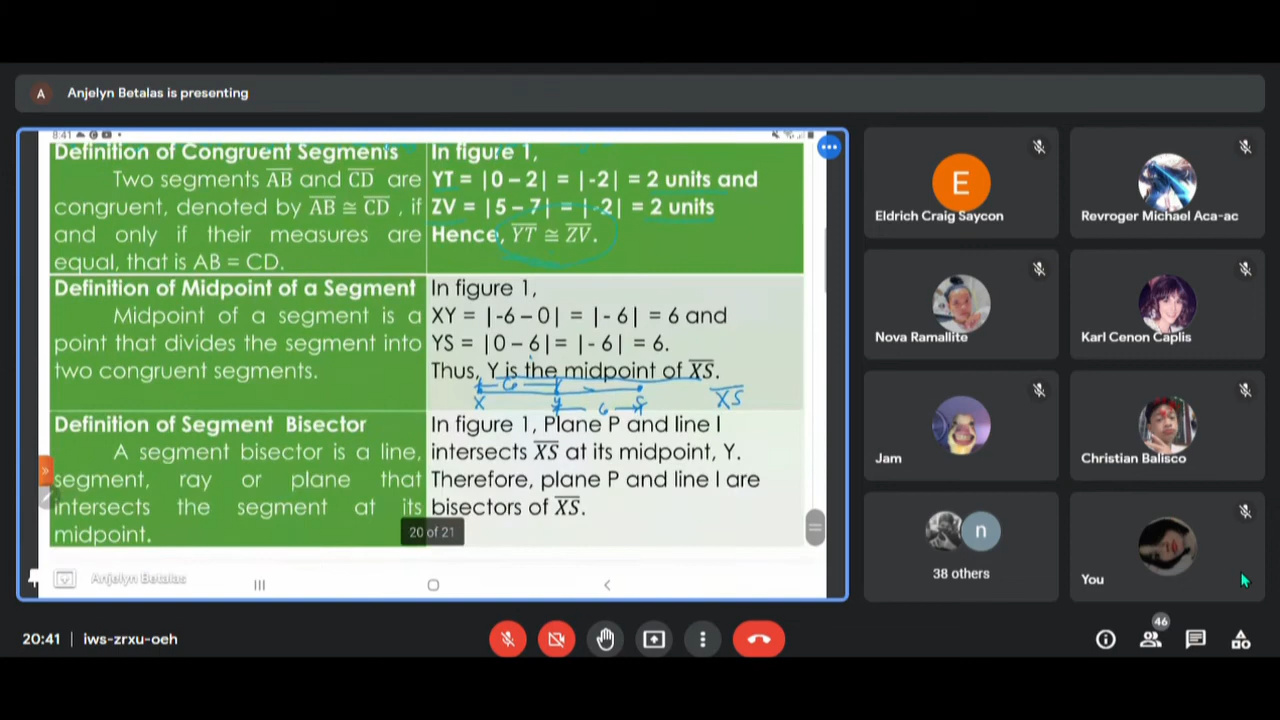 A Anjelyn Betalas is presenting
8:41
Definition of Congruent Segments
Two segments AB and CD are
congruent, denoted by AB ≅ CD , if
and only if their measures are
equal, that is AB = CD.
In figure 1,
YT = |0 – 2| = |-2| = 2 units and
ZV = |5 – 7| = |-2| = 2 units
Hence, YT ≅ ZV.
Definition of Midpoint of a Segment
Midpoint of a segment is a
point that divides the segment into
two congruent segments.
In figure 1,
XY = |-6 – 0| = |- 6| = 6 and
YS = |0 – 6|= |- 6| = 6.
Thus, Y is the midpoint of XS.
6
X Y 6 S XS
Definition of Segment Bisector
A segment bisector is a line,
segment, ray or plane that
intersects the segment at its
midpoint.
In figure 1, Plane P and line l
intersects XS at its midpoint, Y.
Therefore, plane P and line l are
bisectors of XS.
20 of 21
Anjelyn Betalas
E
Eldrich Craig Saycon
Revroger Michael Aca-ac
Nova Ramallite
Karl Cenon Caplis
Jam
Christian Balisco
n
38 others
You
20:41 | iws-zrxu-oeh
46